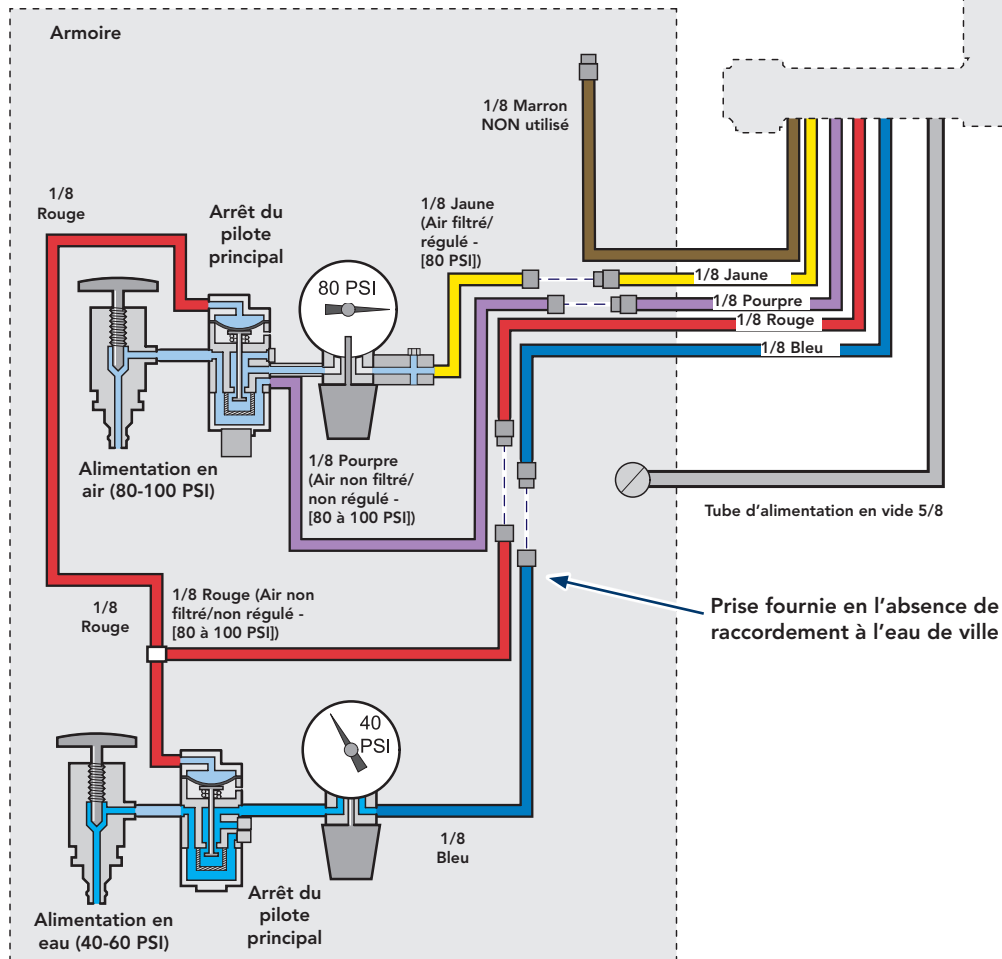 Armoire
1/8 Marron
NON utilisé
1/8
Rouge
Arrêt du
pilote
principal
1/8 Jaune
(Air filtré/
régulé -
[80 PSI])
80 PSI
1/8 Jaune
1/8 Pourpre
1/8 Rouge
1/8 Bleu
Alimentation en
air (80-100 PSI)
1/8 Pourpre
(Air non filtré/
non régulé -
[80 à 100 PSI])
Tube d'alimentation en vide 5/8
1/8
Rouge
1/8 Rouge (Air non
filtré/non régulé -
[80 à 100 PSI])
Prise fournie en l'absence de
raccordement à l'eau de ville
40
PSI
1/8
Bleu
Arrêt du
pilote
principal
Alimentation en
eau (40-60 PSI)